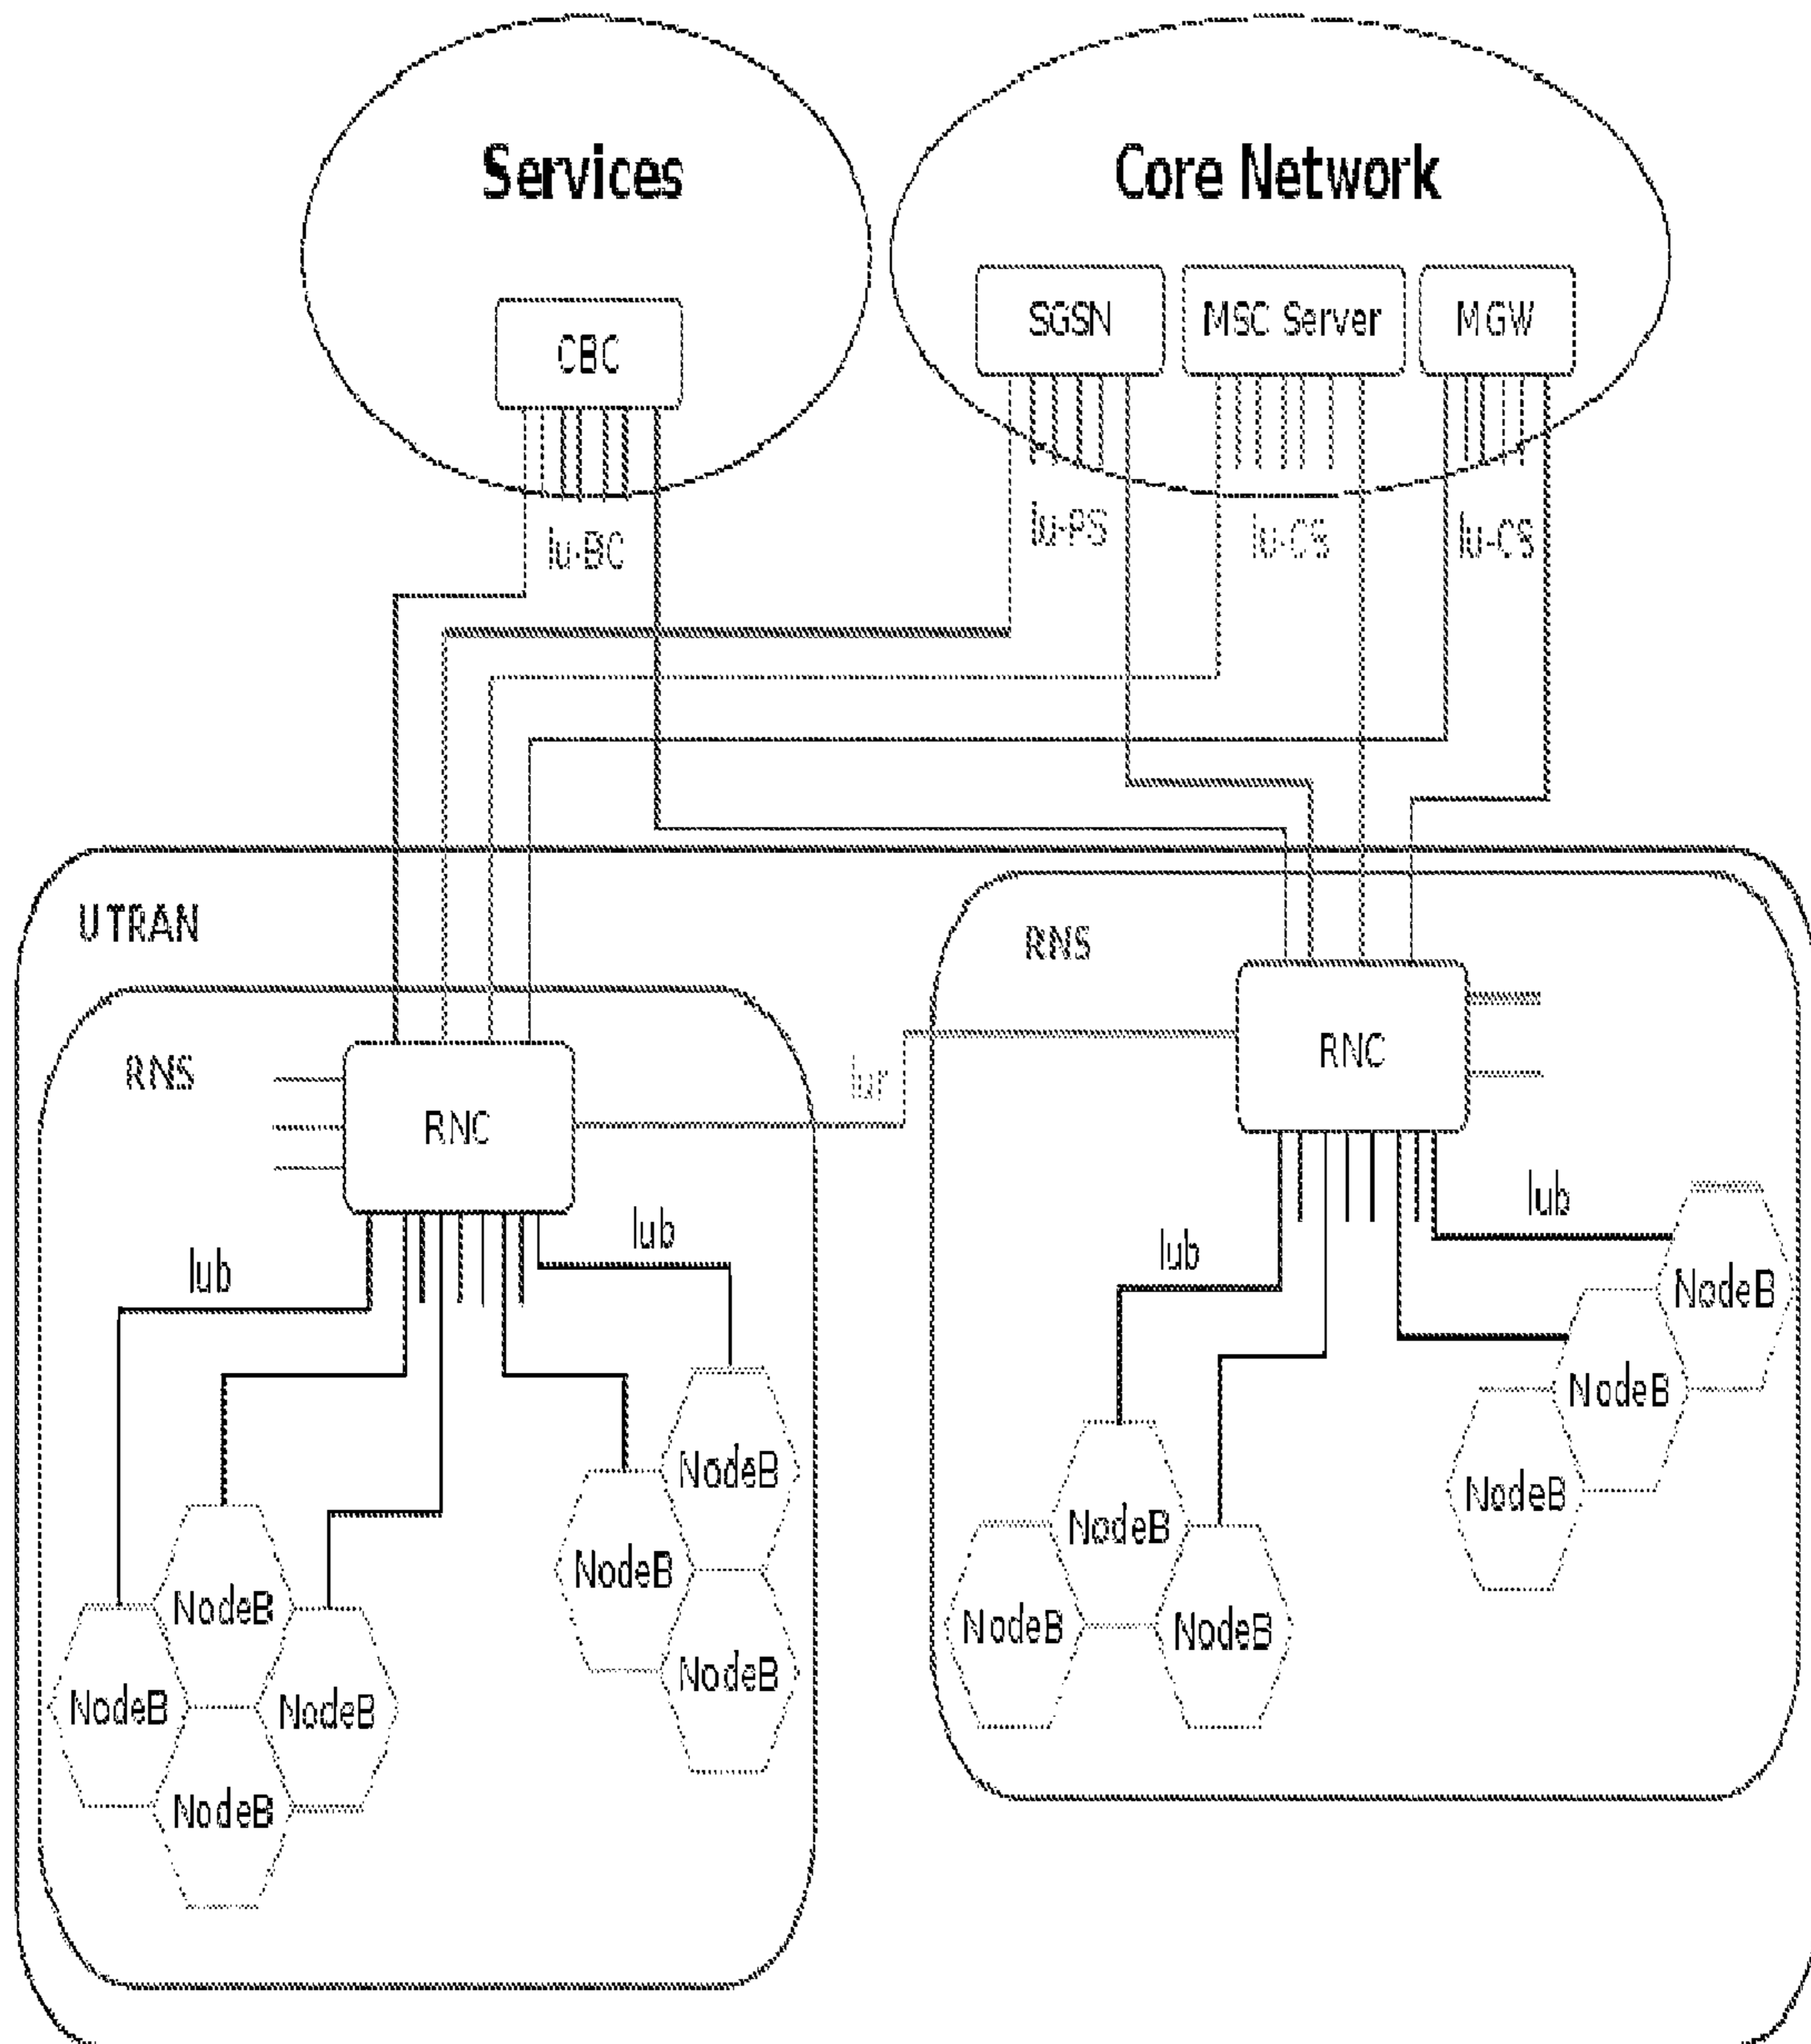 Services
Core Network
SGSN
MSC Server
MGW
CBC
Iu-BC
Iu-PS
Iu-CS
Iu-CS
UTRAN
RNS
RNS
RNC
RNC
Iur
Iub
Iub
Iub
Iub
NodeB
NodeB
NodeB
NodeB
NodeB
NodeB
NodeB
NodeB
NodeB
NodeB
NodeB
NodeB
NodeB